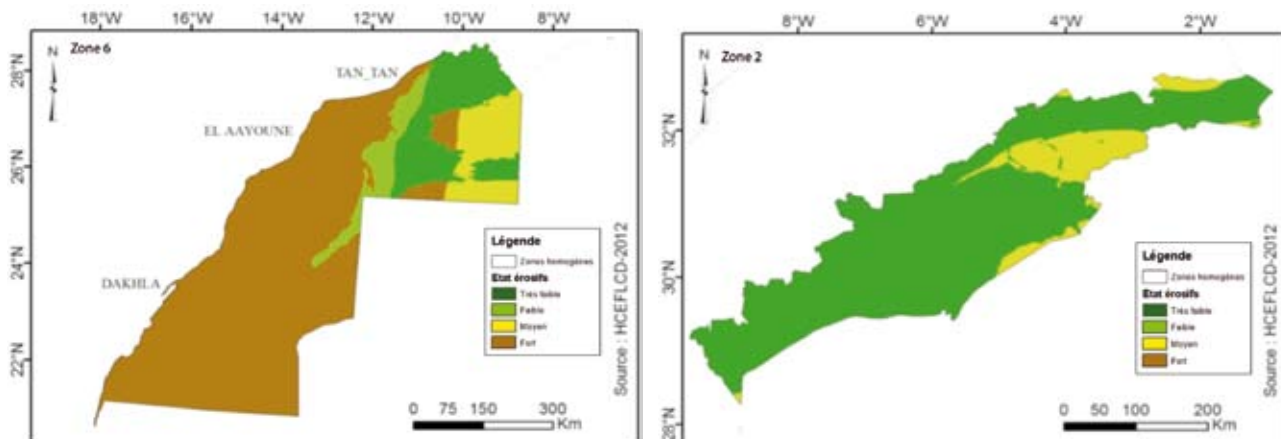 18°W 16°W 14°W 12°W 10°W 8°W
N
Zone 6
28°N
26°N
24°N
22°N
TAN_TAN
EL AAYOUNE
DAKHLA
Légende
Zones homogènes
Etat érosifs
Très faible
Faible
Moyen
Fort
Source : HCEFLCD-2012
0 75 150 300
Km
8°W 6°W 4°W 2°W
N
Zone 2
32°N
30°N
28°N
Légende
Zones homogènes
Etat érosifs
Très faible
Faible
Moyen
Fort
Source : HCEFLCD-2012
0 50 100 200
Km